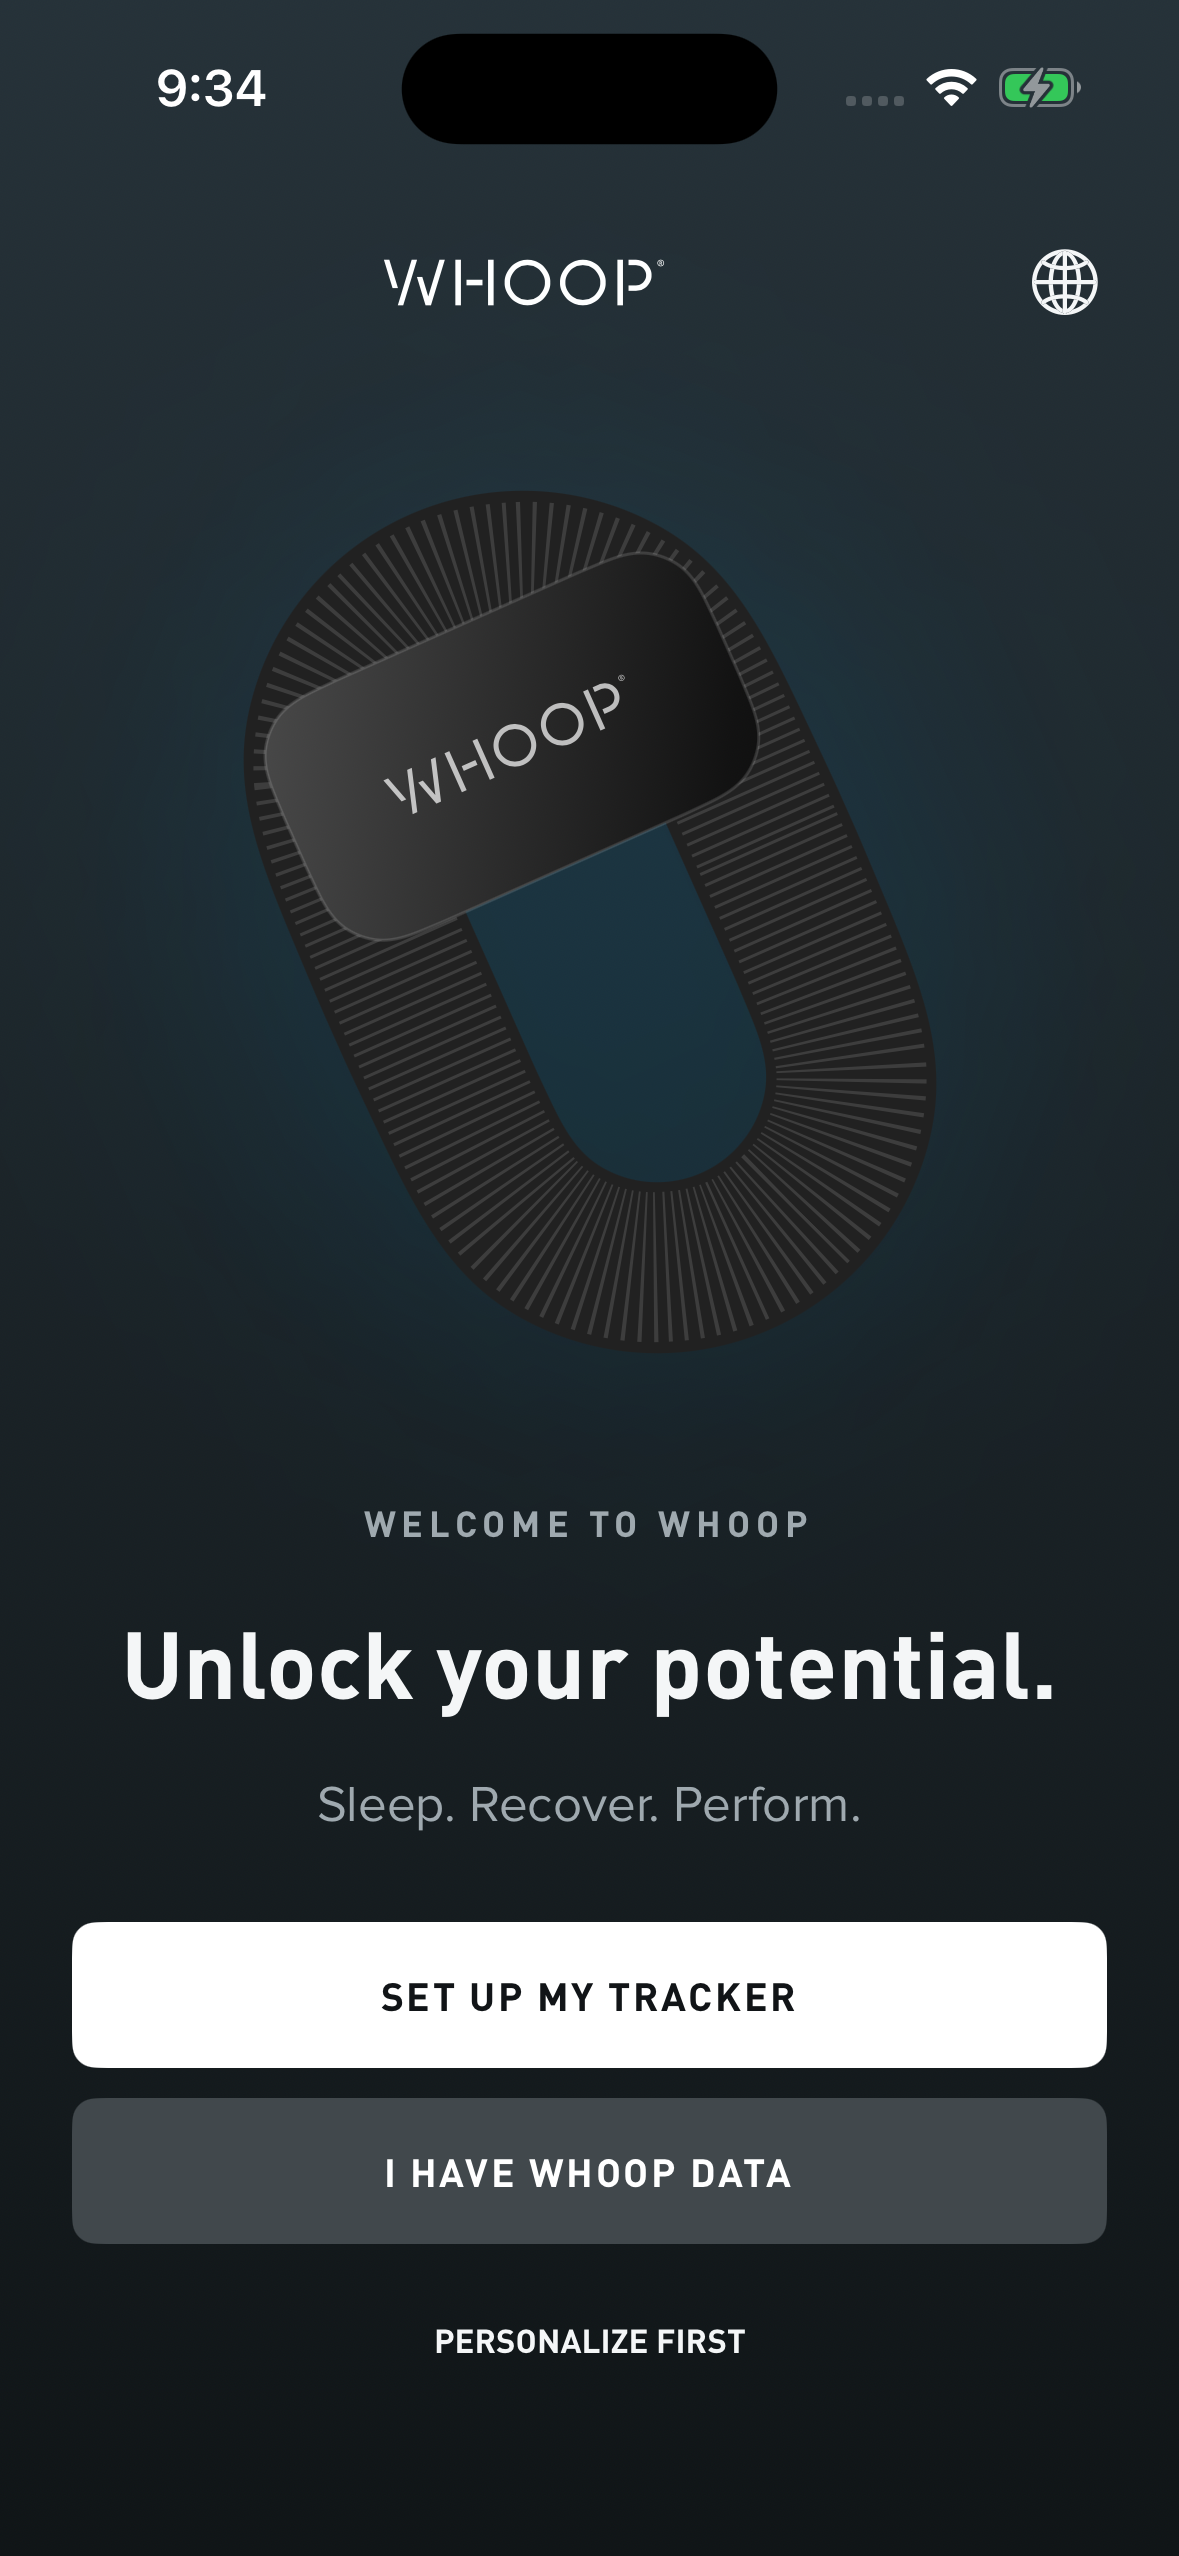 9:34
WHOOP®
WHOOP®
WELCOME TO WHOOP
Unlock your potential.
Sleep. Recover. Perform.
SET UP MY TRACKER
I HAVE WHOOP DATA
PERSONALIZE FIRST